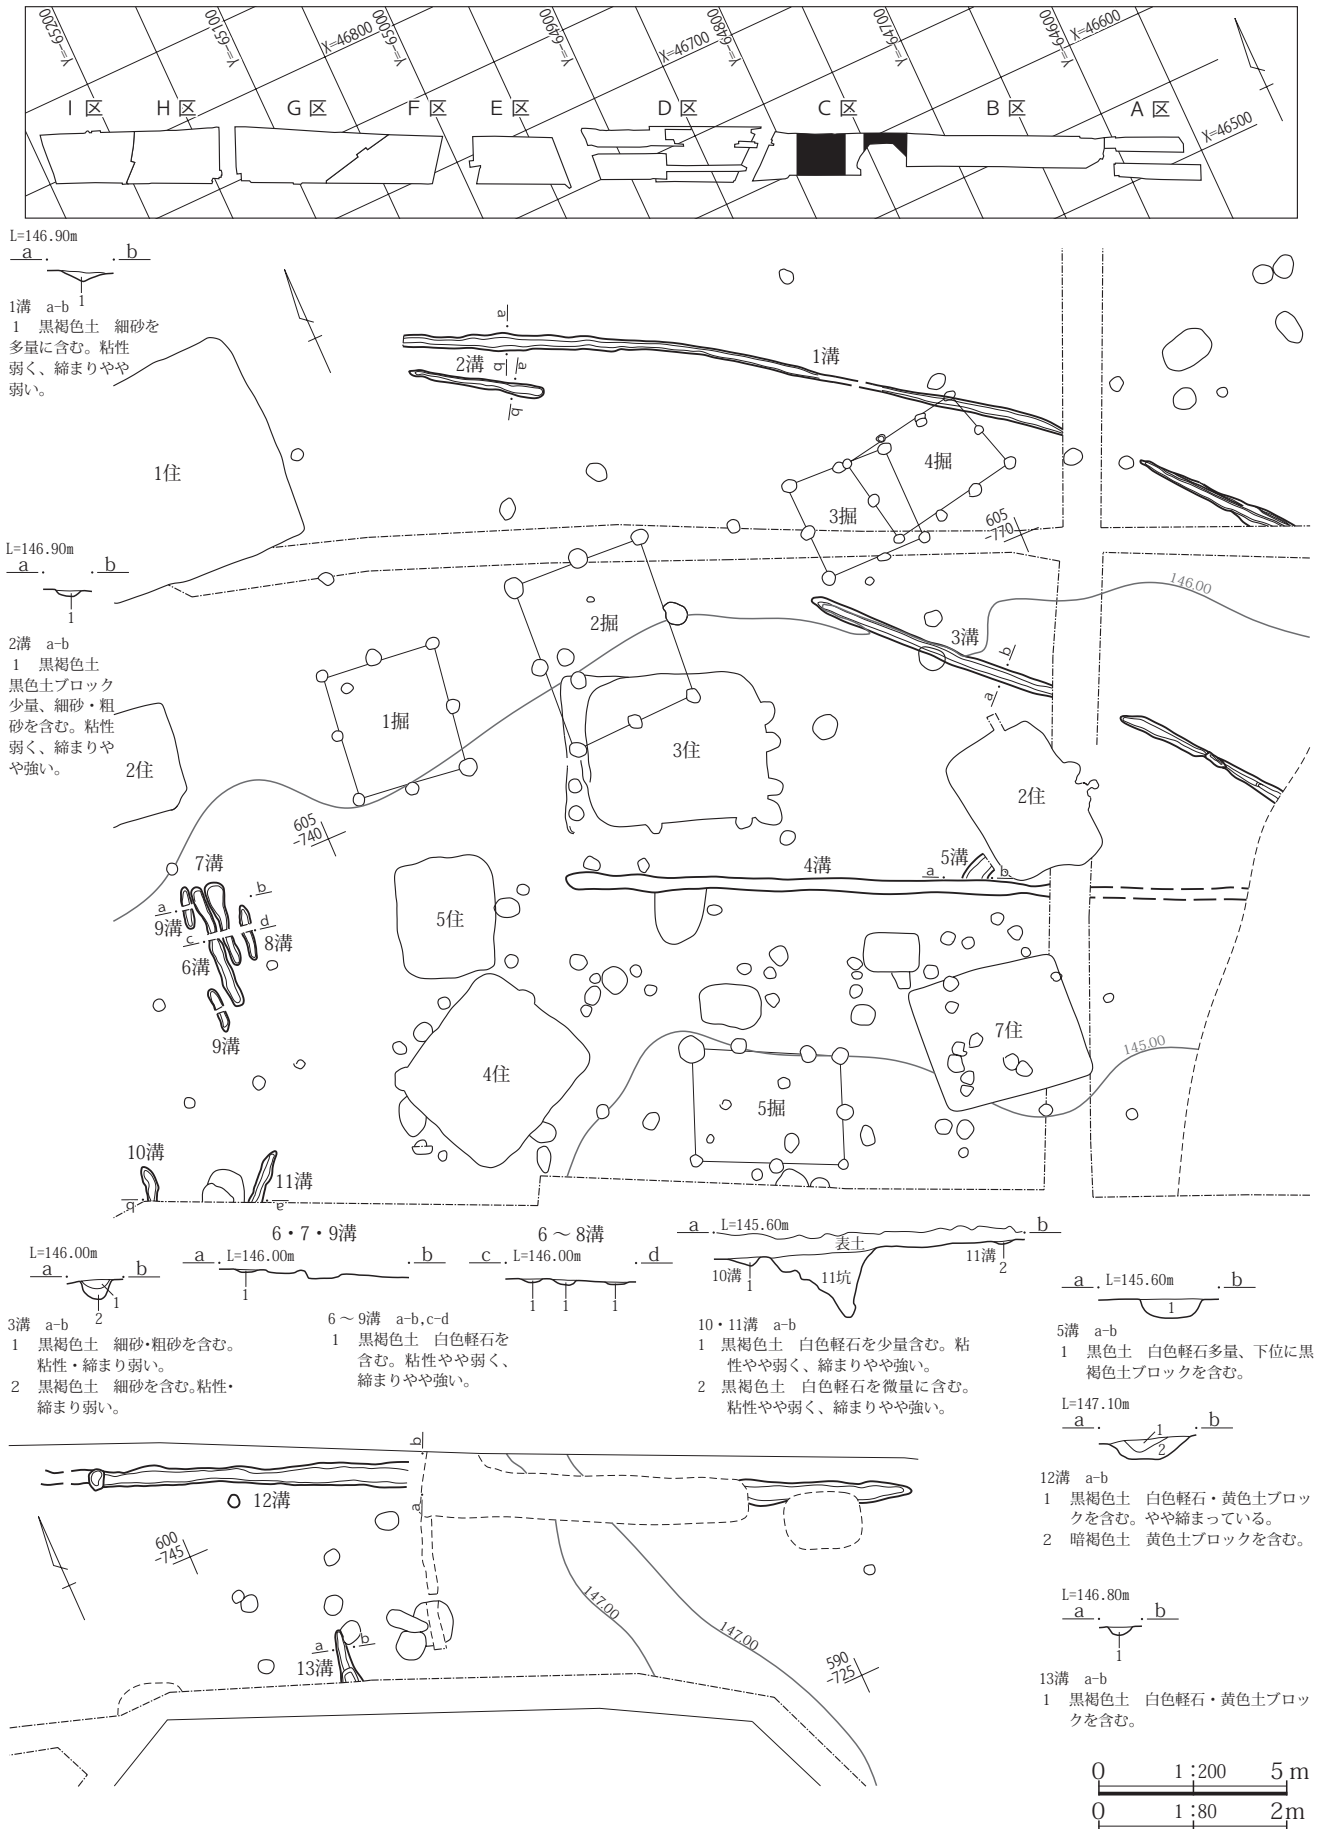 Y=-65200
Y=-65100
X=46800
Y=-65000
Y=-64900
X=46700
Y=-64800
Y=-64700
Y=-64600
X=46600
X=46500
I 区
H 区
G 区
F 区
E 区
D 区
C 区
B 区
A 区
L=146.90m
a b
1
1溝 a-b
1 黒褐色土 細砂を
多量に含む。粘性
弱く、締まりやや
弱い。
L=146.90m
a b
1
2溝 a-b
1 黒褐色土
黒色土ブロック
少量、細砂・粗
砂を含む。粘性
弱く、締まりや
や強い。
a
b
1溝
2溝
a
b
1住
4掘
3掘
605
-770
146.00
2掘
3溝
b
a
1掘
3住
2住
2住
605
-740
7溝
a
b
9溝
c
d
8溝
6溝
9溝
5住
4溝
5溝
a b
7住
145.00
4住
5掘
10溝
11溝
b
a
L=146.00m
a b
1
2
3溝 a-b
1 黒褐色土 細砂・粗砂を含む。
粘性・締まり弱い。
2 黒褐色土 細砂を含む。粘性・
締まり弱い。
6・7・9溝
a L=146.00m b
1
6～8溝
c L=146.00m d
1 1 1
6～9溝 a-b,c-d
1 黒褐色土 白色軽石を
含む。粘性やや弱く、
締まりやや強い。
a L=145.60m b
表土
10溝 1
11坑
11溝 2
10・11溝 a-b
1 黒褐色土 白色軽石を少量含む。粘
性やや弱く、締まりやや強い。
2 黒褐色土 白色軽石を微量に含む。
粘性やや弱く、締まりやや強い。
a L=145.60m b
1
5溝 a-b
1 黒色土 白色軽石多量、下位に黒
褐色土ブロックを含む。
L=147.10m
a b
1
2
12溝 a-b
1 黒褐色土 白色軽石・黄色土ブロッ
クを含む。やや締まっている。
2 暗褐色土 黄色土ブロックを含む。
L=146.80m
a b
1
13溝 a-b
1 黒褐色土 白色軽石・黄色土ブロッ
クを含む。
b
a
12溝
600
-745
147.00
147.00
a b
13溝
590
-725
0 1:200 5m
0 1:80 2m